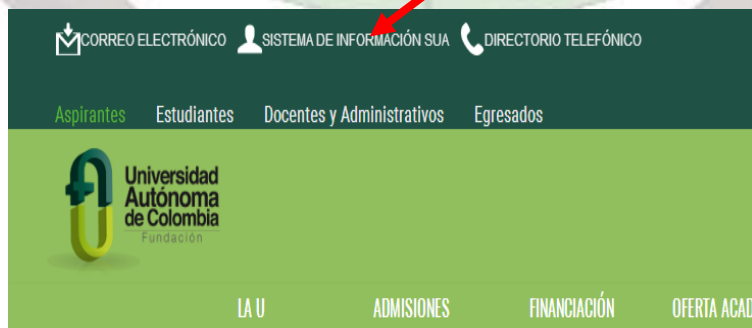 CORREO ELECTRÓNICO SISTEMA DE INFORMACIÓN SUA DIRECTORIO TELEFÓNICO
Aspirantes Estudiantes Docentes y Administrativos Egresados
Universidad
Autónoma
de Colombia
Fundación
LA U ADMISIONES FINANCIACIÓN OFERTA